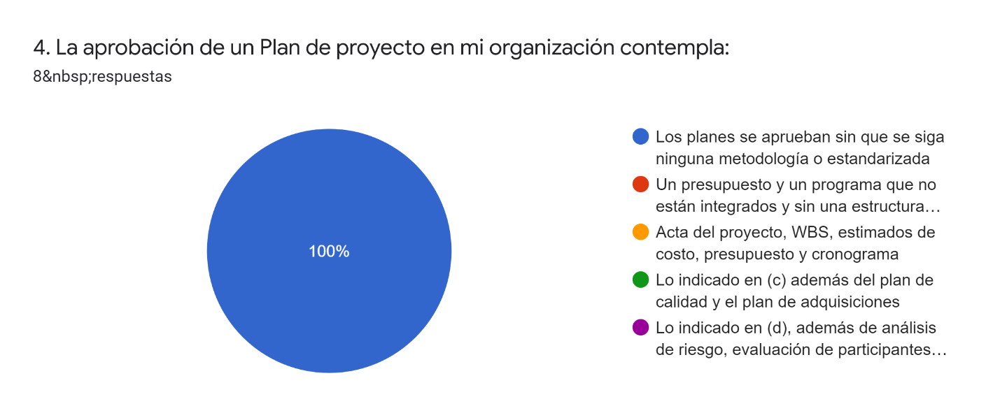 4. La aprobación de un Plan de proyecto en mi organización contempla:
8&nbsp;respuestas
100%
Los planes se aprueban sin que se siga
ninguna metodología o estandarizada
Un presupuesto y un programa que no
están integrados y sin una estructura…
Acta del proyecto, WBS, estimados de
costo, presupuesto y cronograma
Lo indicado en (c) además del plan de
calidad y el plan de adquisiciones
Lo indicado en (d), además de análisis
de riesgo, evaluación de participantes…